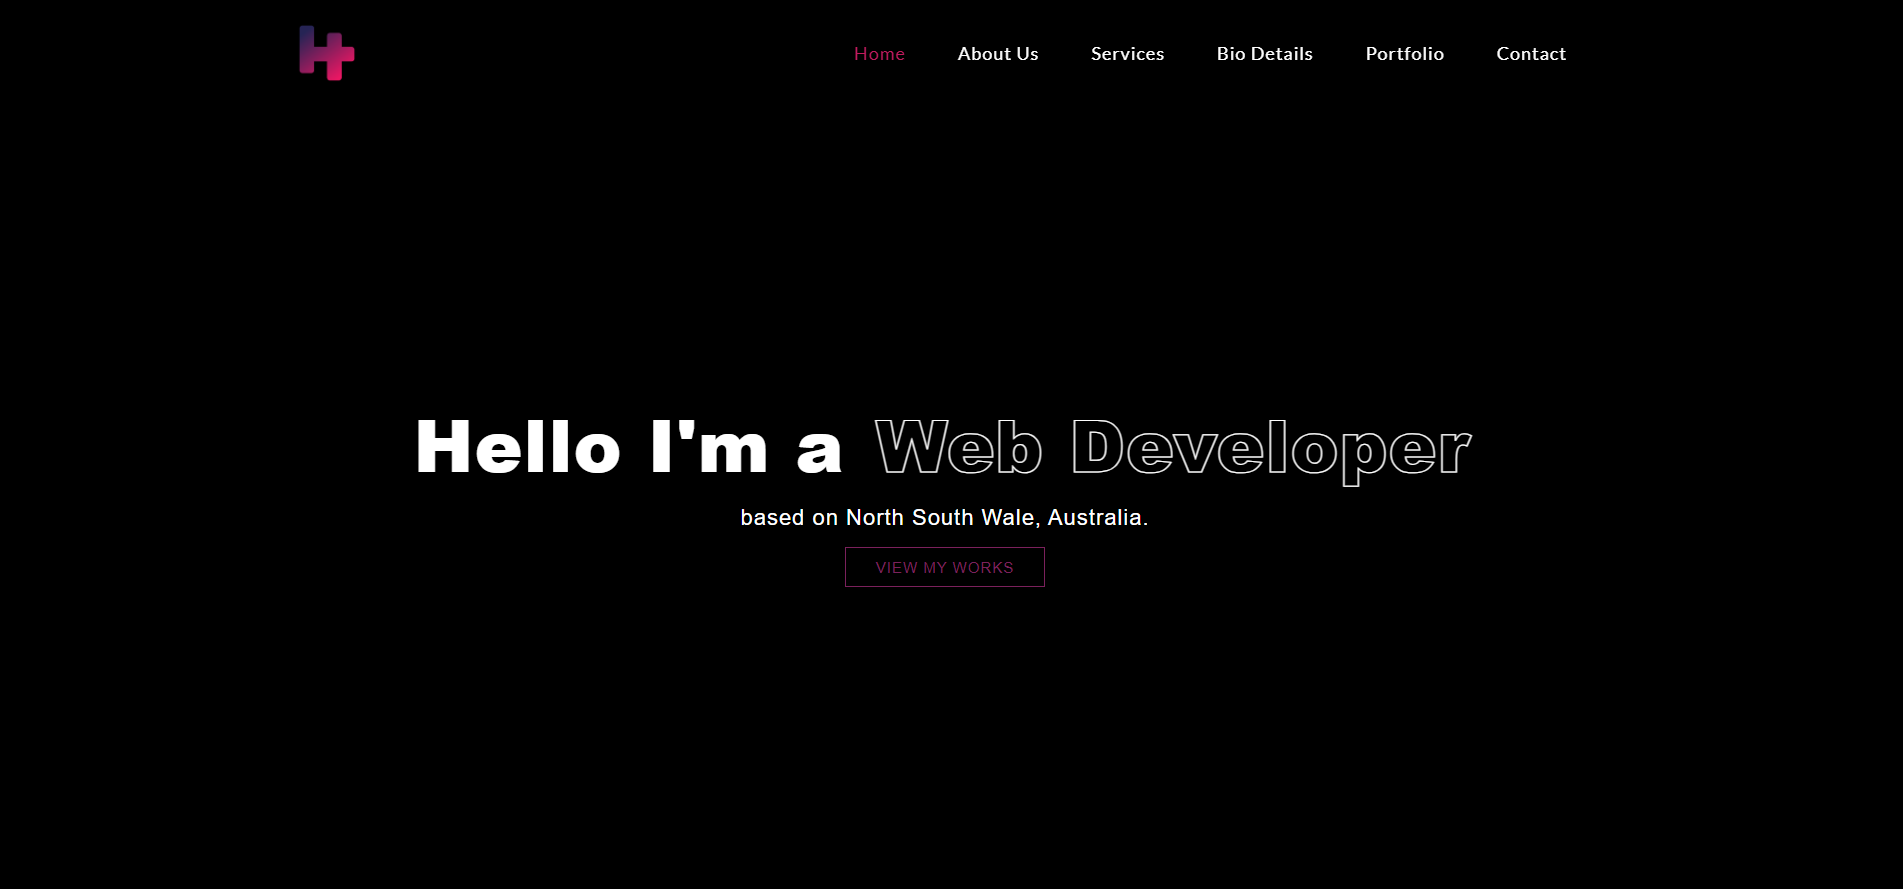 Home About Us Services Bio Details Portfolio Contact
Hello I'm a Web Developer
based on North South Wale, Australia.
VIEW MY WORKS